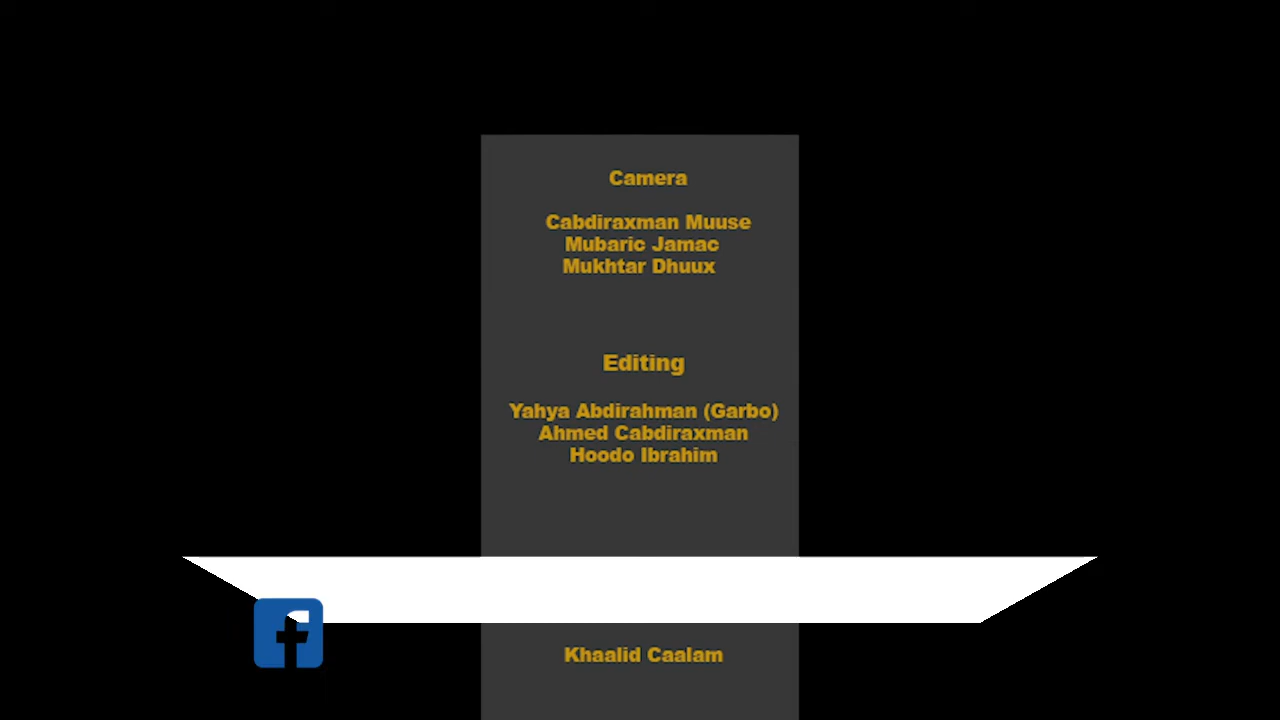 Camera
Cabdiraxman Muuse
Mubaric Jamac
Mukhtar Dhuux
Editing
Yahya Abdirahman (Garbo)
Ahmed Cabdiraxman
Hoodo Ibrahim
Khaalid Caalam